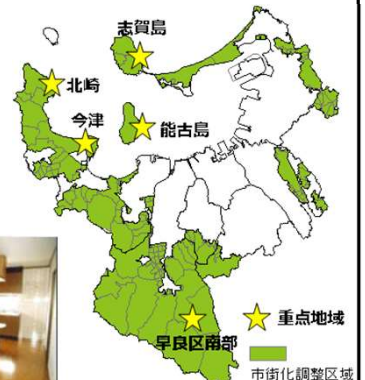 志賀島
北崎
今津
能古島
重点地域
早良区南部
市街化調整区域